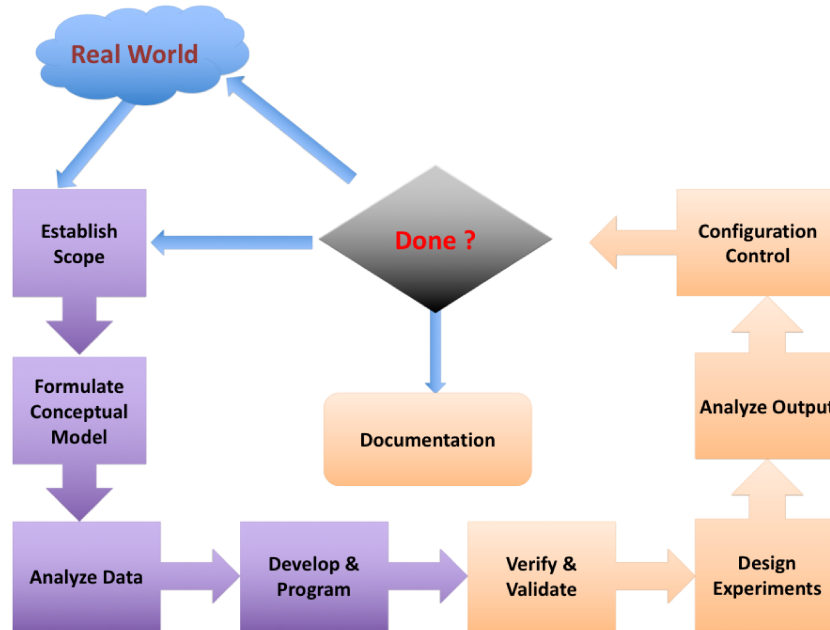 Real World
Establish
Scope
Done ?
Configuration
Control
Formulate
Conceptual
Model
Documentation
Analyze Output
Analyze Data
Develop &
Program
Verify &
Validate
Design
Experiments